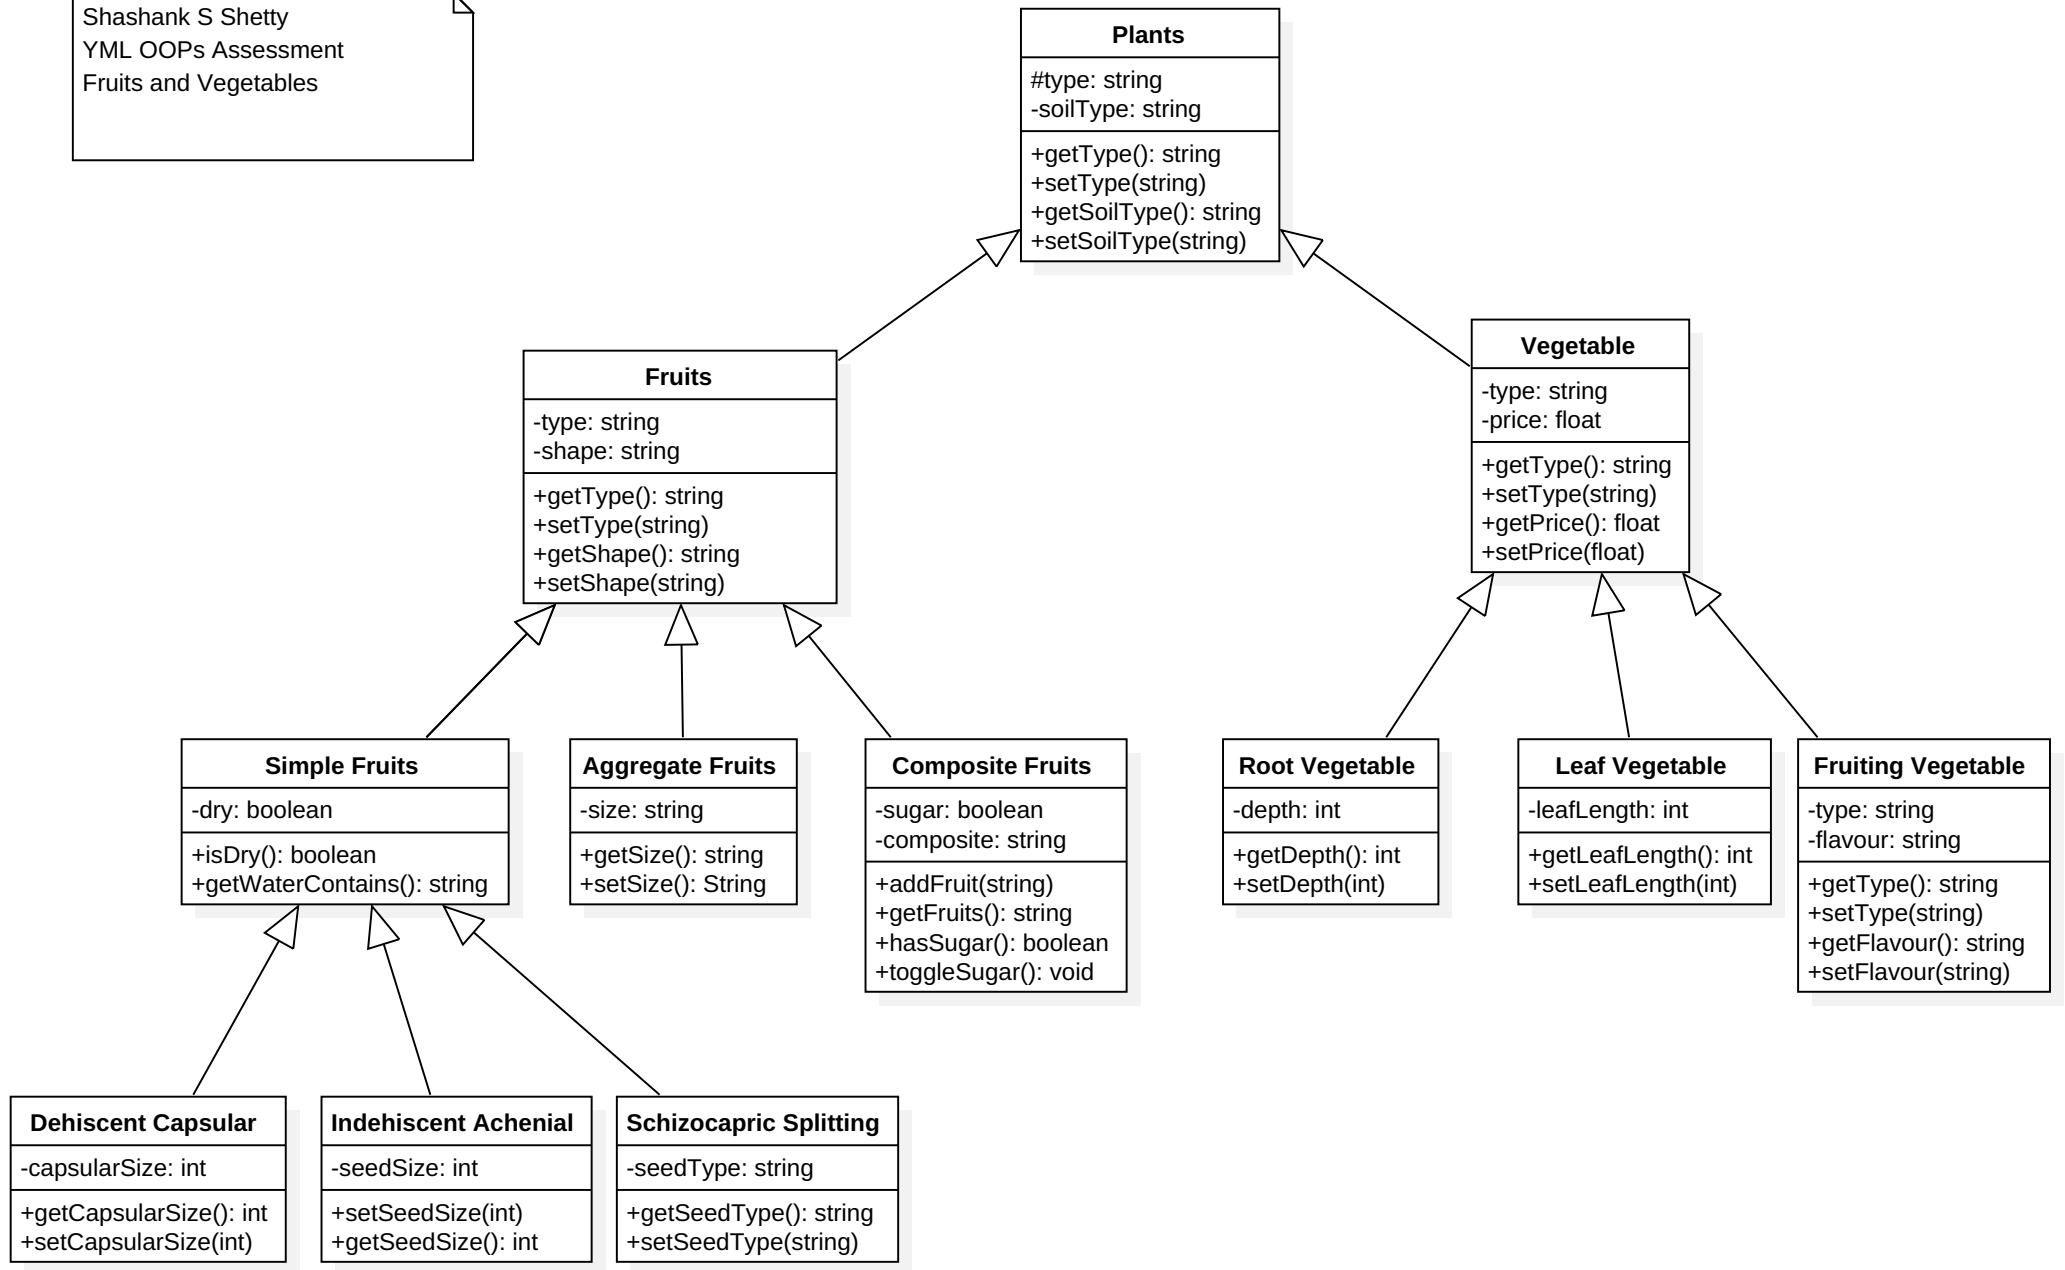 Shashank S Shetty
YML OOPs Assessment
Fruits and Vegetables
Plants
#type: string
-soilType: string
+getType(): string
+setType(string)
+getSoilType(): string
+setSoilType(string)
Fruits
-type: string
-shape: string
+getType(): string
+setType(string)
+getShape(): string
+setShape(string)
Vegetable
-type: string
-price: float
+getType(): string
+setType(string)
+getPrice(): float
+setPrice(float)
Simple Fruits
-dry: boolean
+isDry(): boolean
+getWaterContains(): string
Aggregate Fruits
-size: string
+getSize(): string
+setSize(): String
Composite Fruits
-sugar: boolean
-composite: string
+addFruit(string)
+getFruits(): string
+hasSugar(): boolean
+toggleSugar(): void
Root Vegetable
-depth: int
+getDepth(): int
+setDepth(int)
Leaf Vegetable
-leafLength: int
+getLeafLength(): int
+setLeafLength(int)
Fruiting Vegetable
-type: string
-flavour: string
+getType(): string
+setType(string)
+getFlavour(): string
+setFlavour(string)
Dehiscent Capsular
-capsularSize: int
+getCapsularSize(): int
+setCapsularSize(int)
Indehiscent Achenial
-seedSize: int
+setSeedSize(int)
+getSeedSize(): int
Schizocapric Splitting
-seedType: string
+getSeedType(): string
+setSeedType(string)